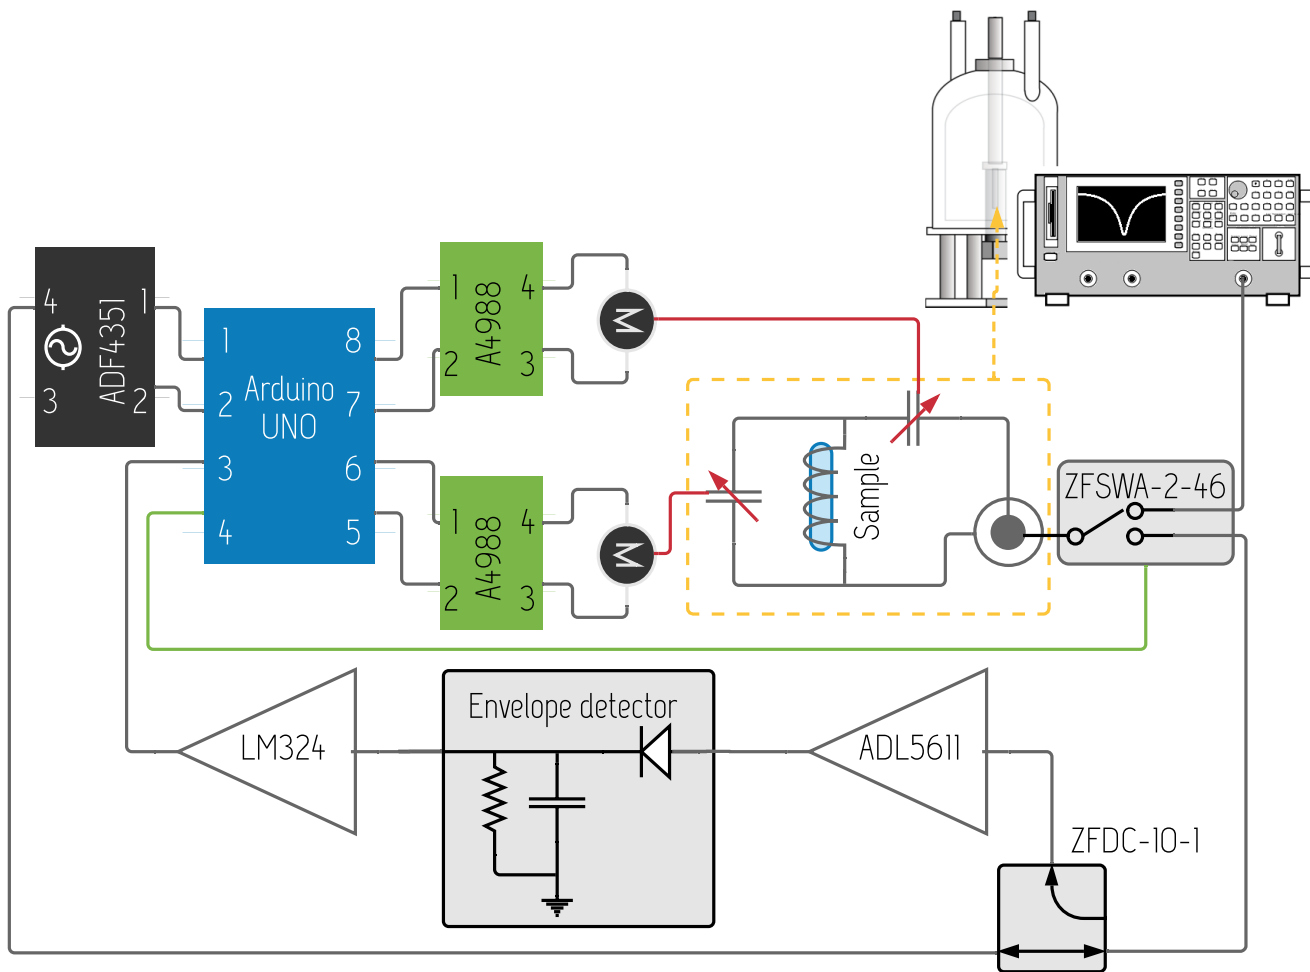 4
1
ADF4351
3
2
1
8
Arduino
UNO
2
7
3
6
4
5
1
4
A4988
2
3
M
1
4
A4988
2
3
M
Sample
ZFSWA-2-46
LM324
Envelope detector
ADL5611
ZFDC-10-1